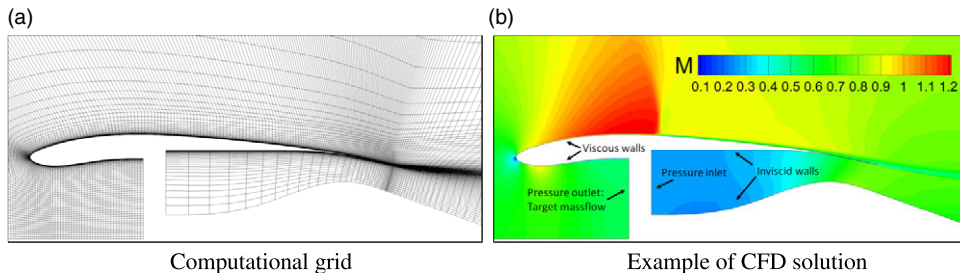 (a)
(b)
M
0.1 0.2 0.3 0.4 0.5 0.6 0.7 0.8 0.9 1 1.1 1.2
Viscous walls
Pressure outlet:
Target massflow
Pressure inlet
Inviscid walls
Computational grid
Example of CFD solution